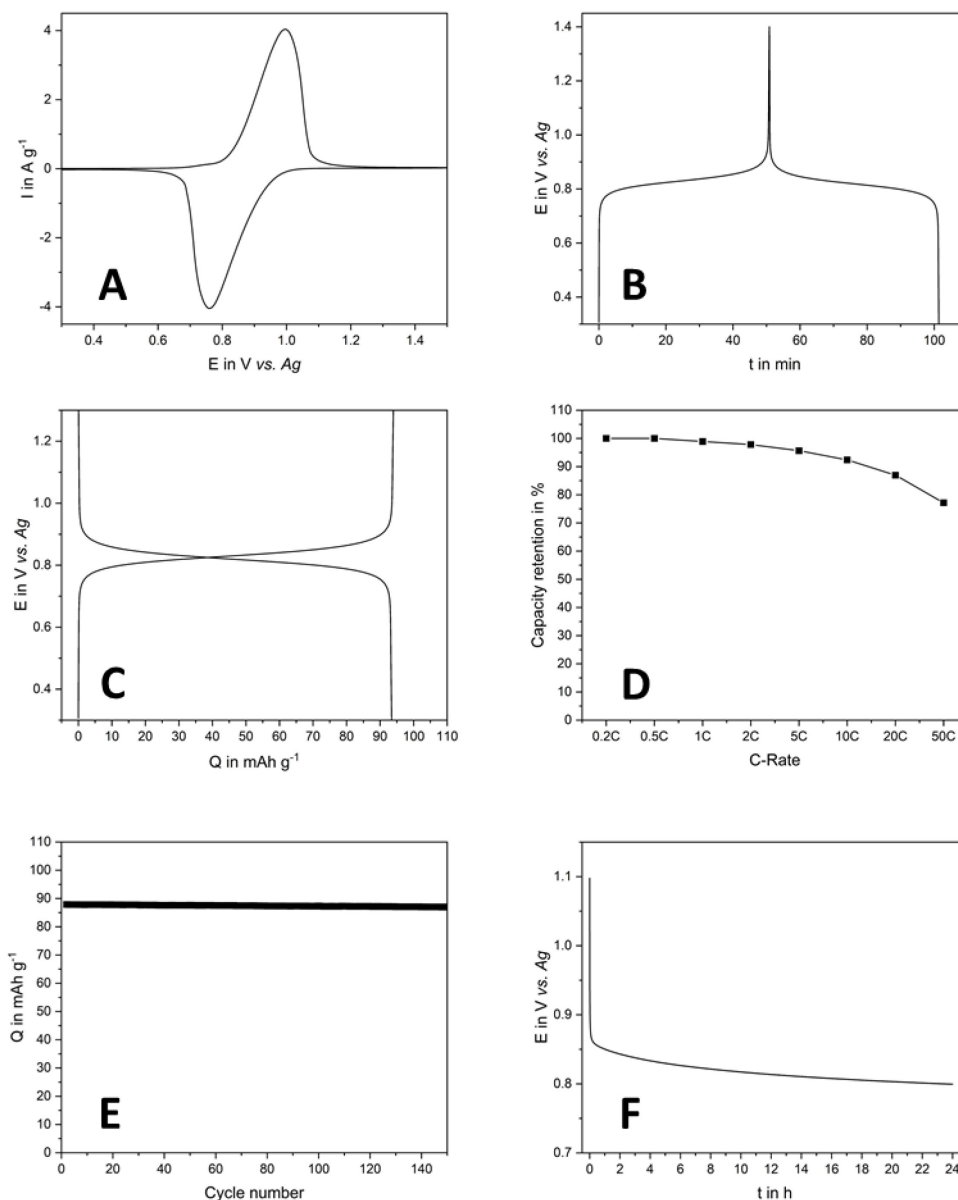 4
2
0
-2
-4
I in A g⁻¹
A
0.4 0.6 0.8 1.0 1.2 1.4
E in V vs. Ag
1.4
1.2
1.0
0.8
0.6
0.4
E in V vs. Ag
B
0 20 40 60 80 100
t in min
1.2
1.0
0.8
0.6
0.4
E in V vs. Ag
C
0 10 20 30 40 50 60 70 80 90 100 110
Q in mAh g⁻¹
110
100
90
80
70
60
50
40
30
20
10
0
Capacity retention in %
D
0.2C 0.5C 1C 2C 5C 10C 20C 50C
C-Rate
110
100
90
80
70
60
50
40
30
20
10
0
Q in mAh g⁻¹
E
0 20 40 60 80 100 120 140
Cycle number
1.1
1.0
0.9
0.8
0.7
E in V vs. Ag
F
0 2 4 6 8 10 12 14 16 18 20 22 24
t in h